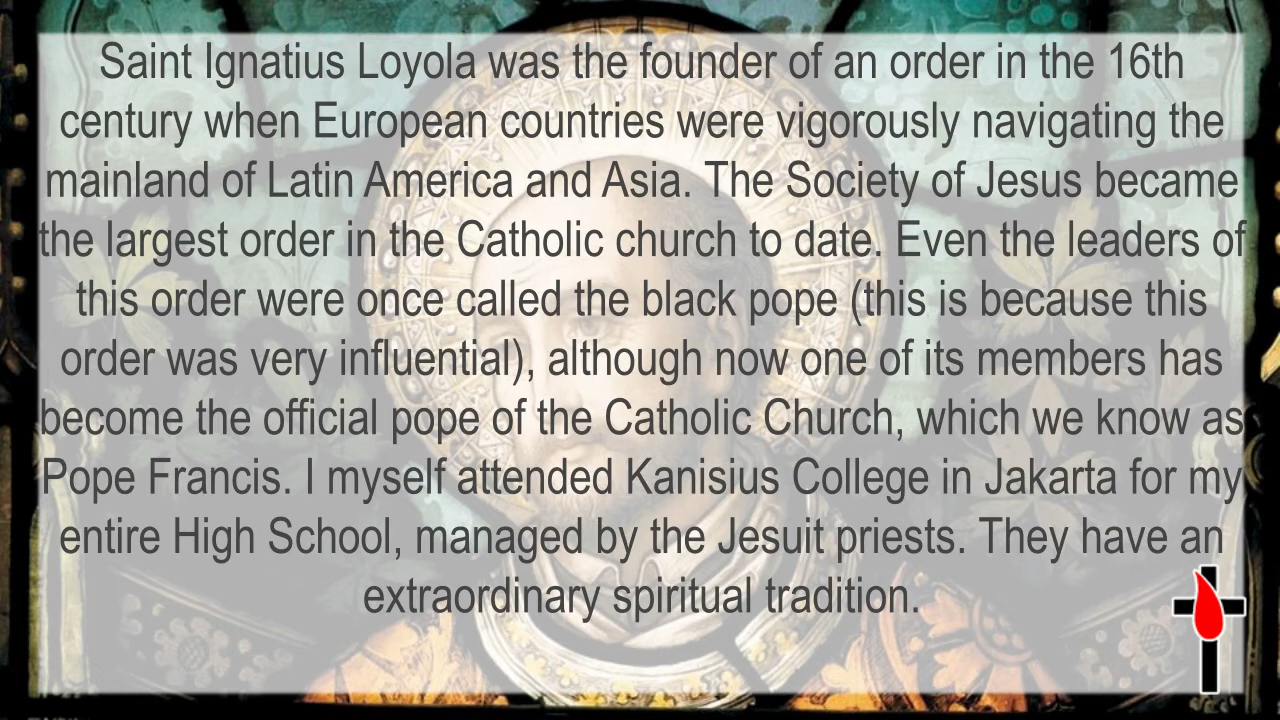 Saint Ignatius Loyola was the founder of an order in the 16th
century when European countries were vigorously navigating the
mainland of Latin America and Asia. The Society of Jesus became
the largest order in the Catholic church to date. Even the leaders of
this order were once called the black pope (this is because this
order was very influential), although now one of its members has
become the official pope of the Catholic Church, which we know as
Pope Francis. I myself attended Kanisius College in Jakarta for my
entire High School, managed by the Jesuit priests. They have an
extraordinary spiritual tradition.